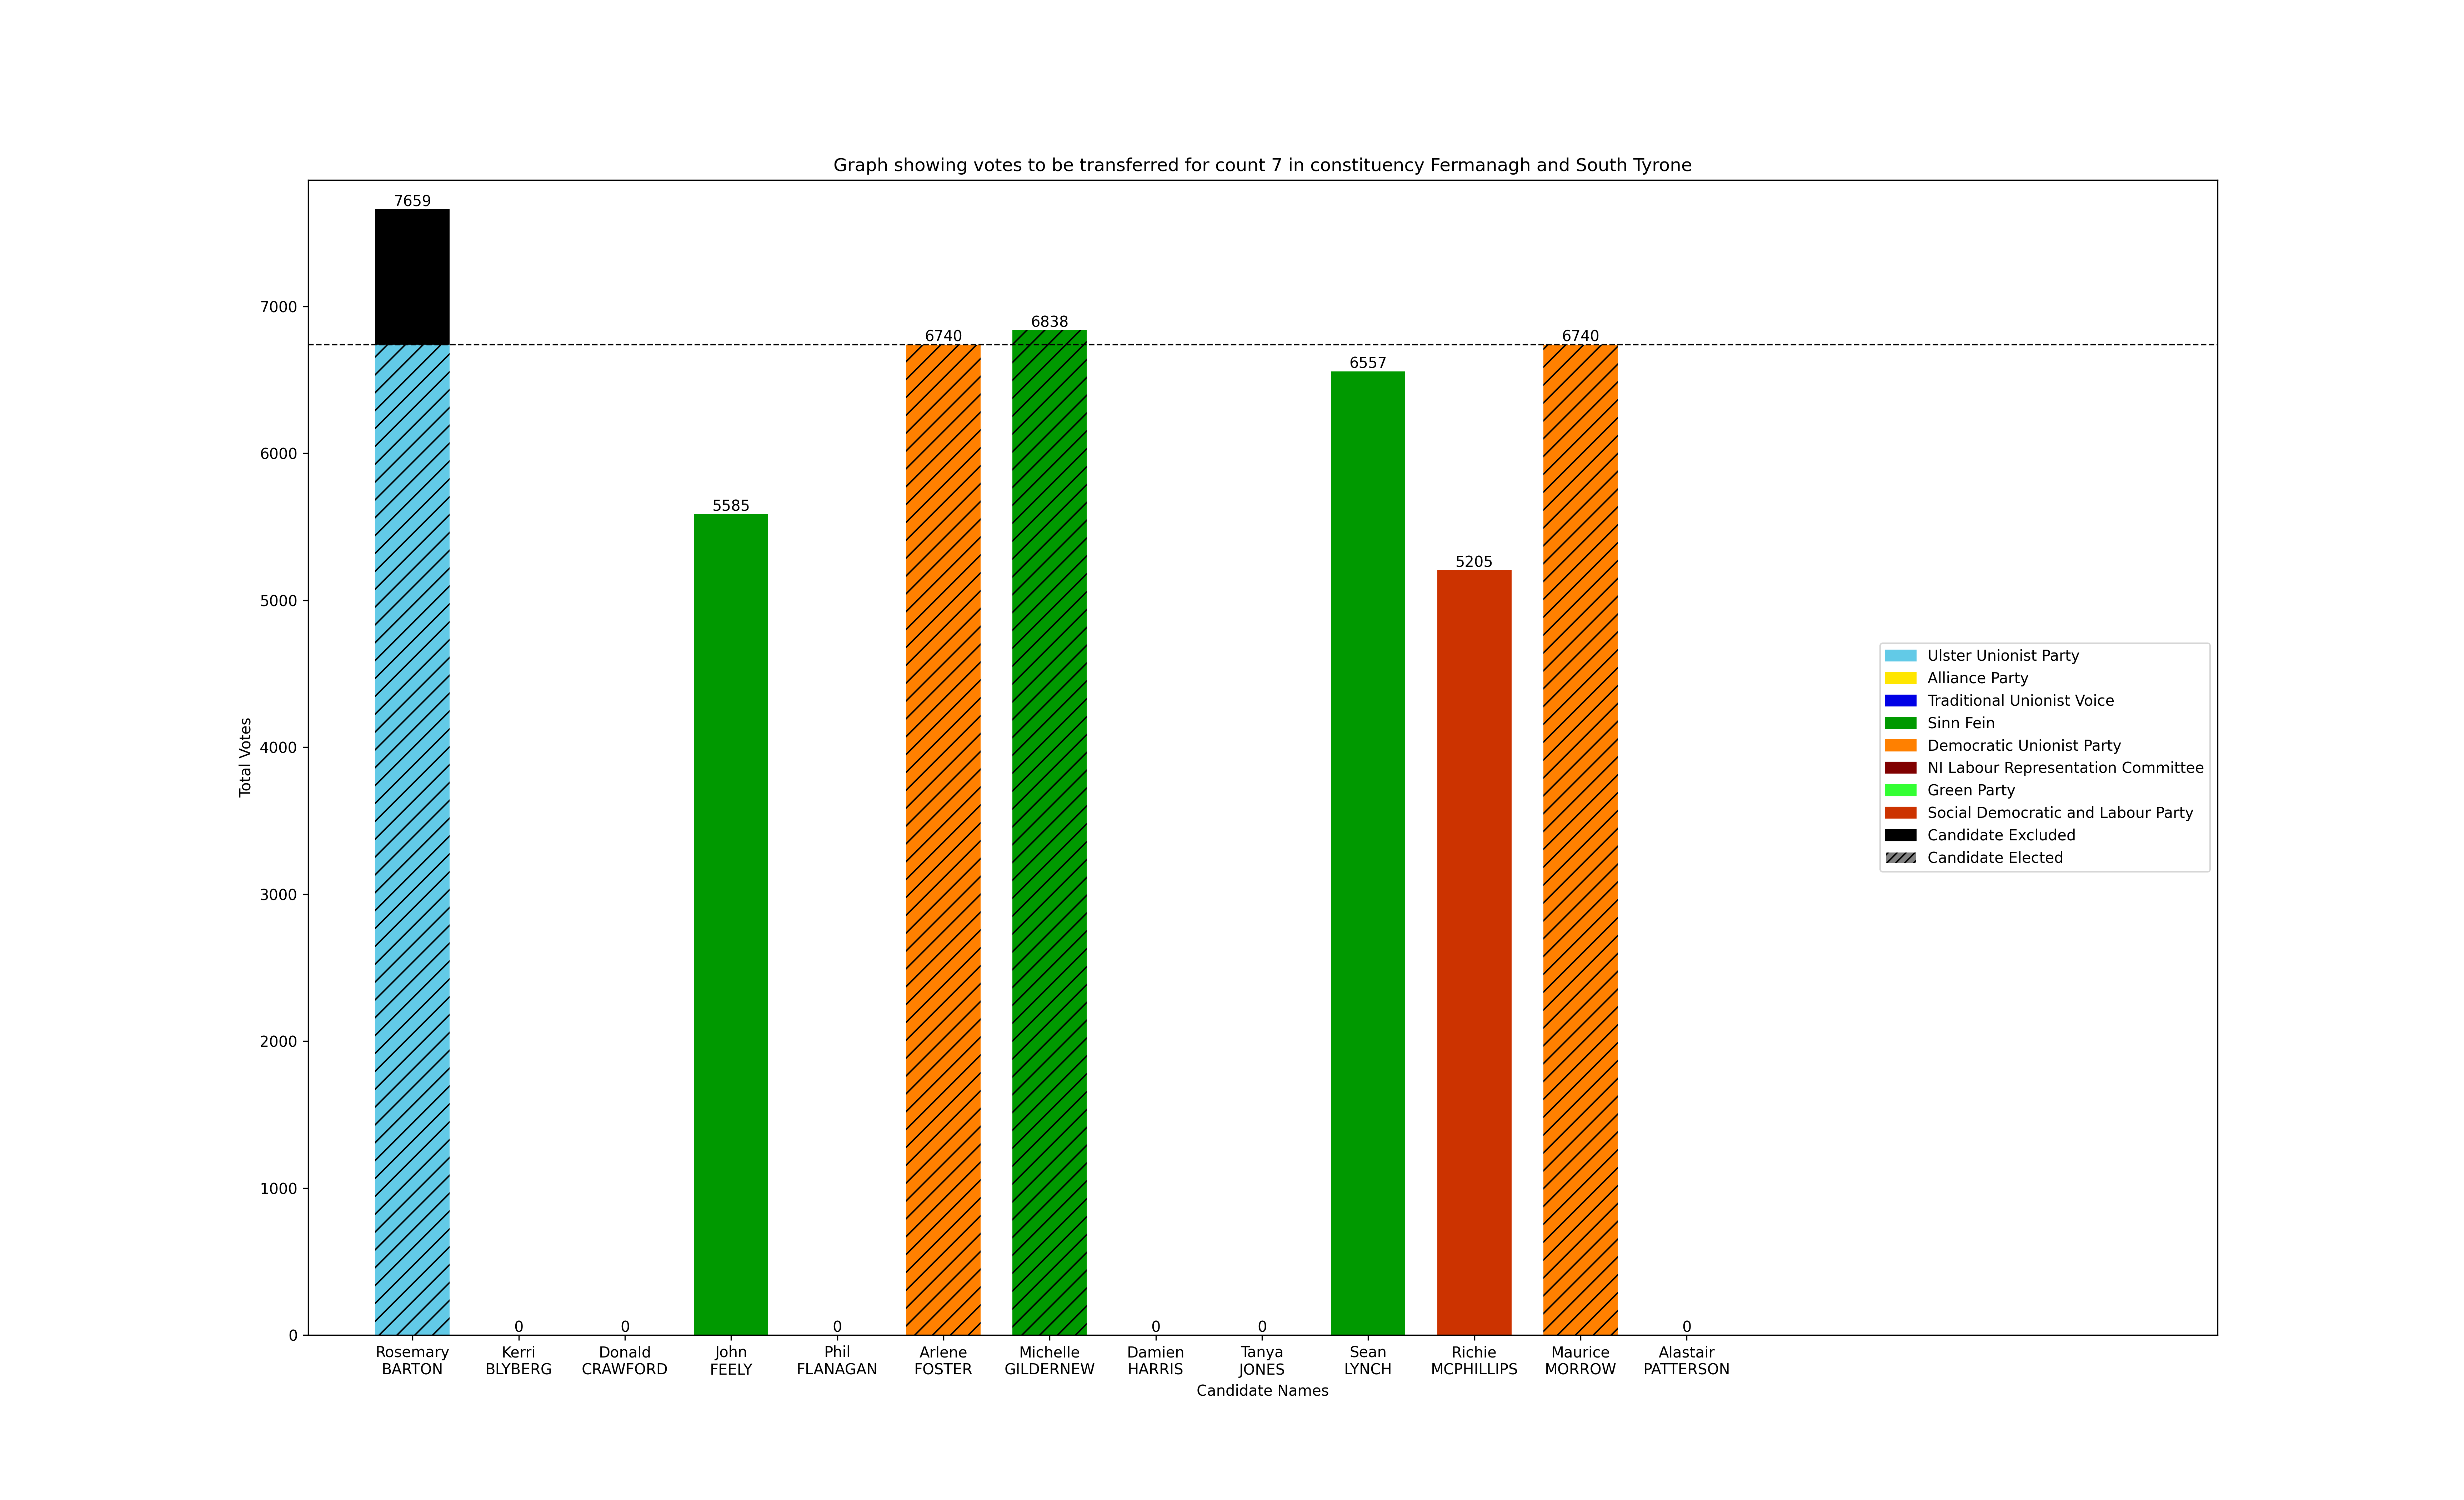 Graph showing votes to be transferred for count 7 in constituency Fermanagh and South Tyrone
7659
6838
6740
6740
6557
5585
5205
0
0
0
0
0
0
7000
6000
5000
4000
3000
2000
1000
0
Total Votes
Ulster Unionist Party
Alliance Party
Traditional Unionist Voice
Sinn Fein
Democratic Unionist Party
NI Labour Representation Committee
Green Party
Social Democratic and Labour Party
Candidate Excluded
Candidate Elected
Rosemary
BARTON
Kerri
BLYBERG
Donald
CRAWFORD
John
FEELY
Phil
FLANAGAN
Arlene
FOSTER
Michelle
GILDERNEW
Damien
HARRIS
Tanya
JONES
Sean
LYNCH
Richie
MCPHILLIPS
Maurice
MORROW
Alastair
PATTERSON
Candidate Names